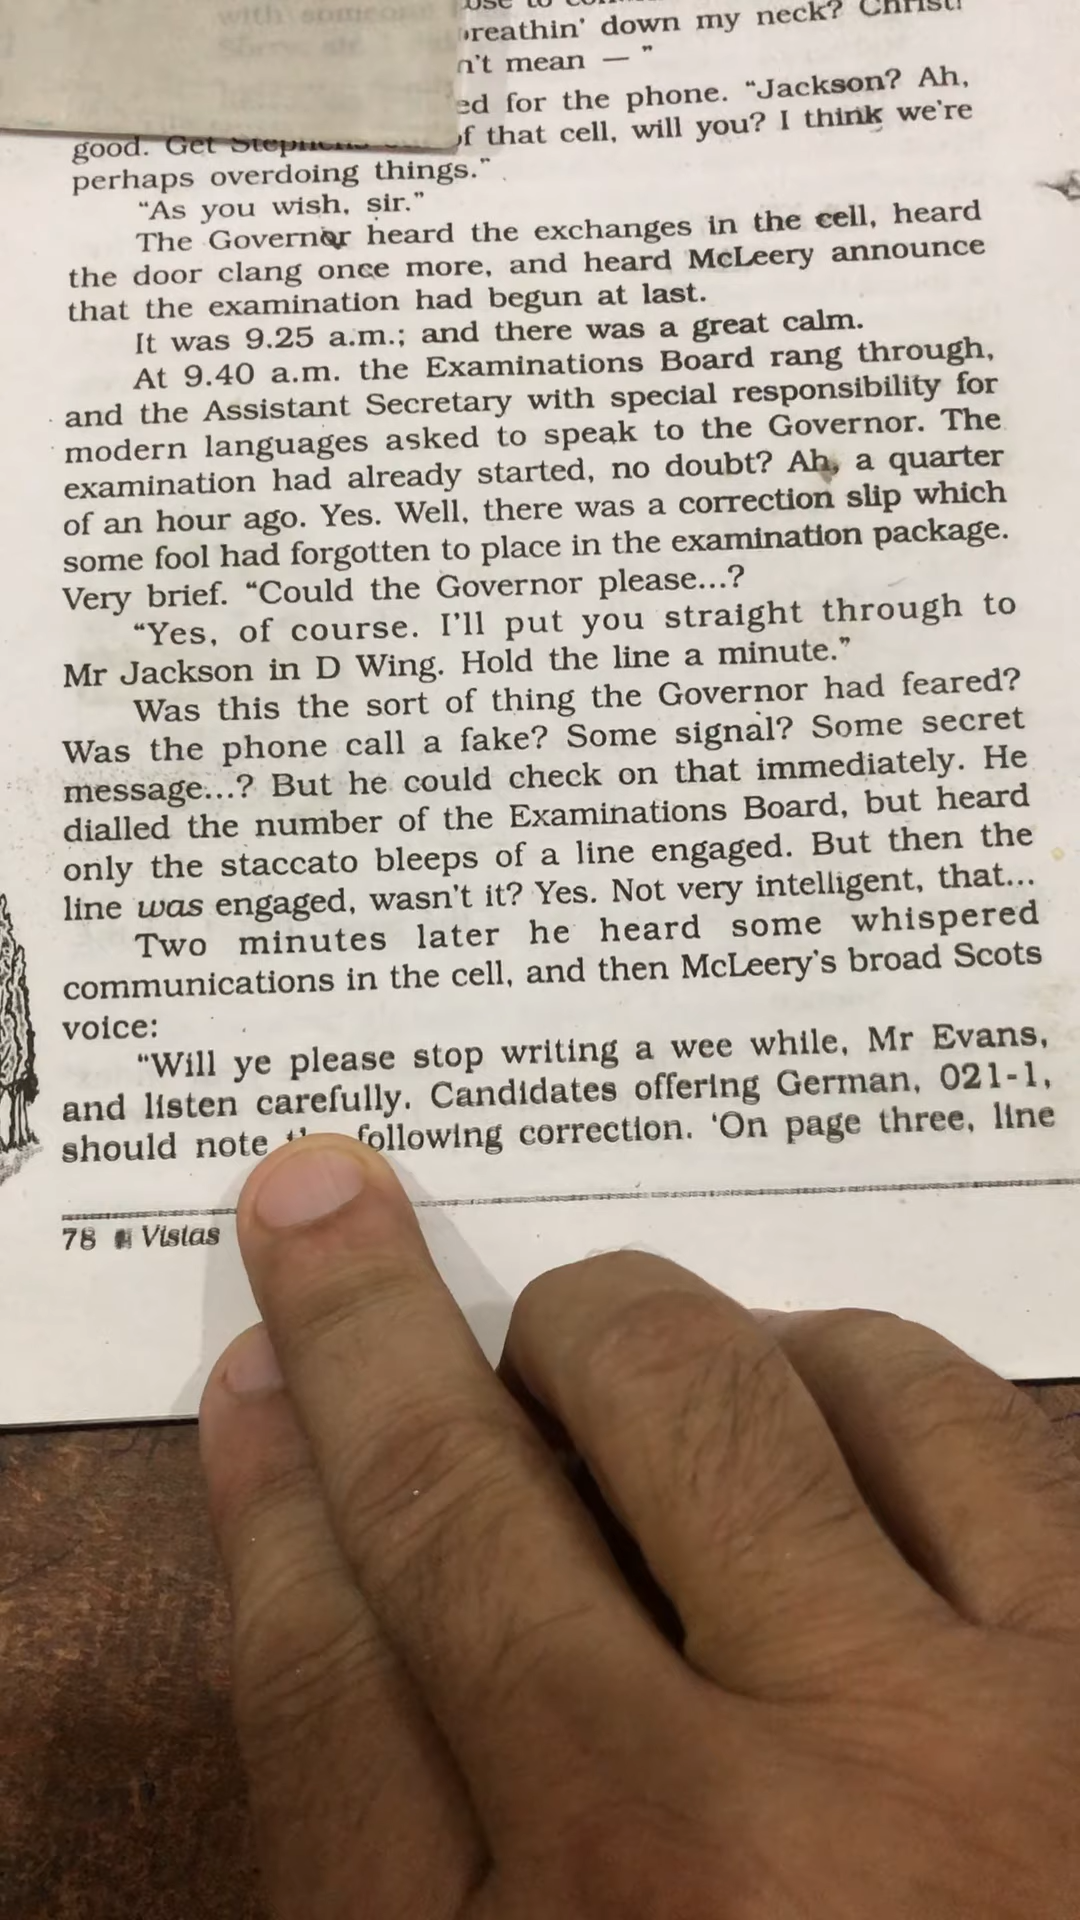 breathin' down my neck? Christ!
n't mean — "
ed for the phone. "Jackson? Ah,
good. Get Stephens of that cell, will you? I think we're
perhaps overdoing things."
"As you wish, sir."
The Governor heard the exchanges in the cell, heard
the door clang once more, and heard McLeery announce
that the examination had begun at last.
It was 9.25 a.m.; and there was a great calm.
At 9.40 a.m. the Examinations Board rang through,
and the Assistant Secretary with special responsibility for
modern languages asked to speak to the Governor. The
examination had already started, no doubt? Ah, a quarter
of an hour ago. Yes. Well, there was a correction slip which
some fool had forgotten to place in the examination package.
Very brief. "Could the Governor please...?
"Yes, of course. I'll put you straight through to
Mr Jackson in D Wing. Hold the line a minute."
Was this the sort of thing the Governor had feared?
Was the phone call a fake? Some signal? Some secret
message...? But he could check on that immediately. He
dialled the number of the Examinations Board, but heard
only the staccato bleeps of a line engaged. But then the
line was engaged, wasn't it? Yes. Not very intelligent, that...
Two minutes later he heard some whispered
communications in the cell, and then McLeery's broad Scots
voice:
"Will ye please stop writing a wee while, Mr Evans,
and listen carefully. Candidates offering German, 021-1,
should note following correction. 'On page three, line
78 Vistas